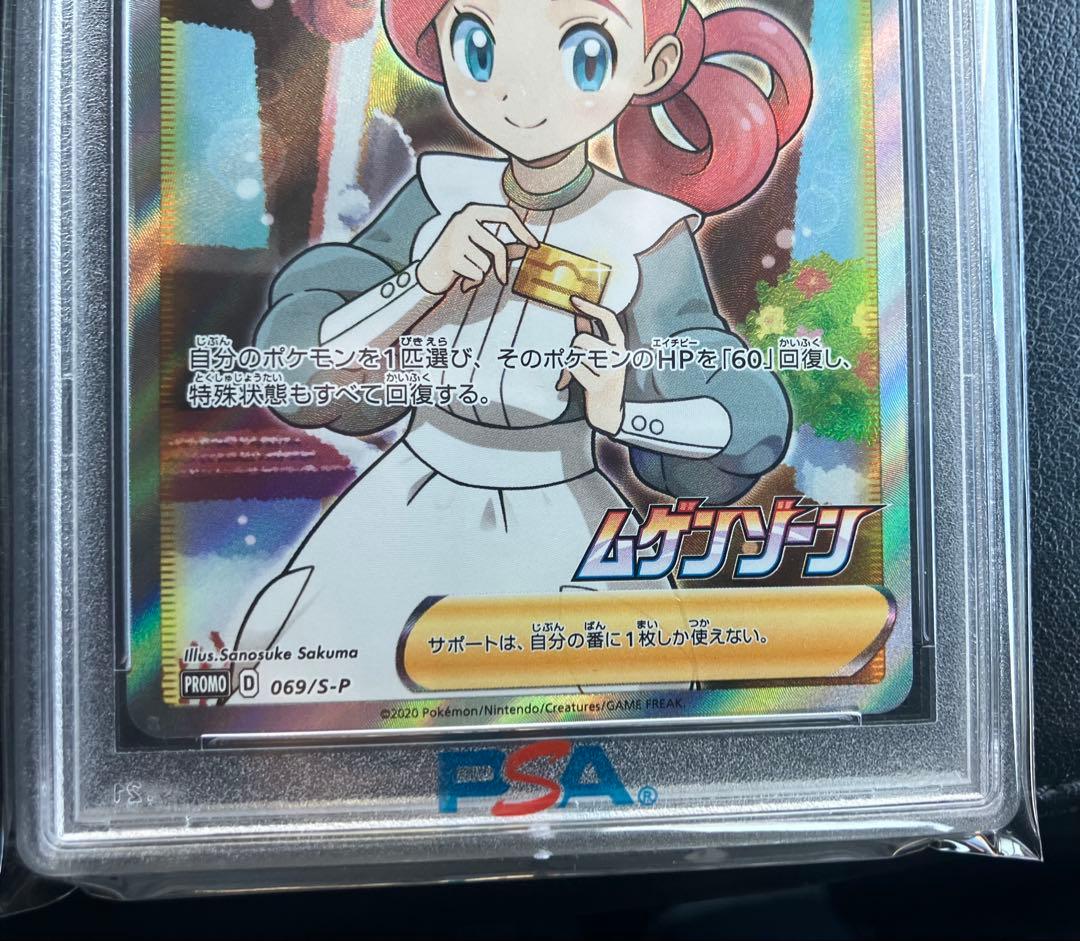 自分のポケモンを1匹選び、そのポケモンのHPを「60」回復し、
特殊状態もすべて回復する。
ムゲンゾーン
サポートは、自分の番に1枚しか使えない。
Illus.Sanosuke Sakuma
PROMO D 069/S-P
©2020 Pokémon/Nintendo/Creatures/GAME FREAK.
PSA®